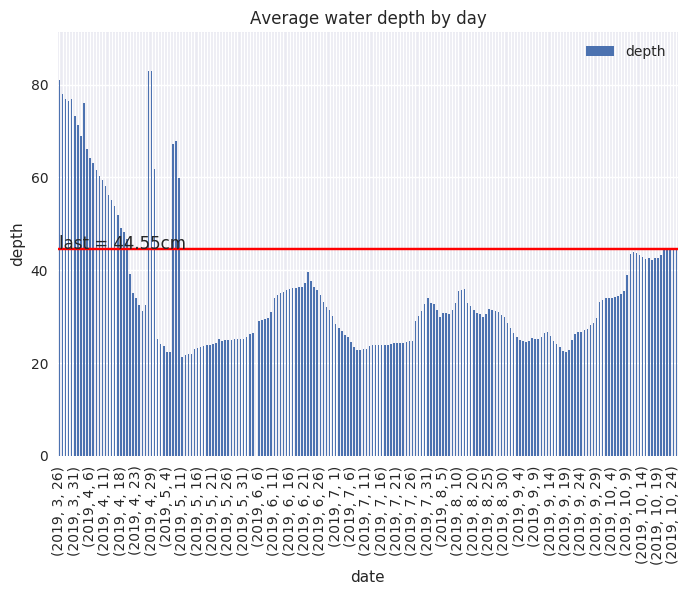 Average water depth by day
depth
80
60
40
20
0
depth
last = 44.55cm
(2019, 3, 26)
(2019, 3, 31)
(2019, 4, 6)
(2019, 4, 11)
(2019, 4, 18)
(2019, 4, 23)
(2019, 4, 29)
(2019, 5, 4)
(2019, 5, 11)
(2019, 5, 16)
(2019, 5, 21)
(2019, 5, 26)
(2019, 5, 31)
(2019, 6, 6)
(2019, 6, 11)
(2019, 6, 16)
(2019, 6, 21)
(2019, 6, 26)
(2019, 7, 1)
(2019, 7, 6)
(2019, 7, 11)
(2019, 7, 16)
(2019, 7, 21)
(2019, 7, 26)
(2019, 7, 31)
(2019, 8, 5)
(2019, 8, 10)
(2019, 8, 20)
(2019, 8, 25)
(2019, 8, 30)
(2019, 9, 4)
(2019, 9, 9)
(2019, 9, 14)
(2019, 9, 19)
(2019, 9, 24)
(2019, 9, 29)
(2019, 10, 4)
(2019, 10, 9)
(2019, 10, 14)
(2019, 10, 19)
(2019, 10, 24)
date